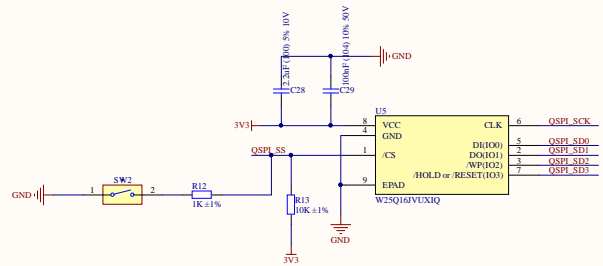 2.2uF (100) 5% 10V
100nF (104) 10% 50V
GND
C28
C29
U5
3V3
8
VCC
CLK
6
QSPI_SCK
4
GND
QSPI_SS
1
/CS
DI(IO0)
5
QSPI_SD0
DO(IO1)
2
QSPI_SD1
/WP(IO2)
3
QSPI_SD2
/HOLD or /RESET(IO3)
7
QSPI_SD3
9
EPAD
W25Q16JVUXIQ
SW2
GND
1
2
R12
1K ±1%
R13
10K ±1%
GND
3V3